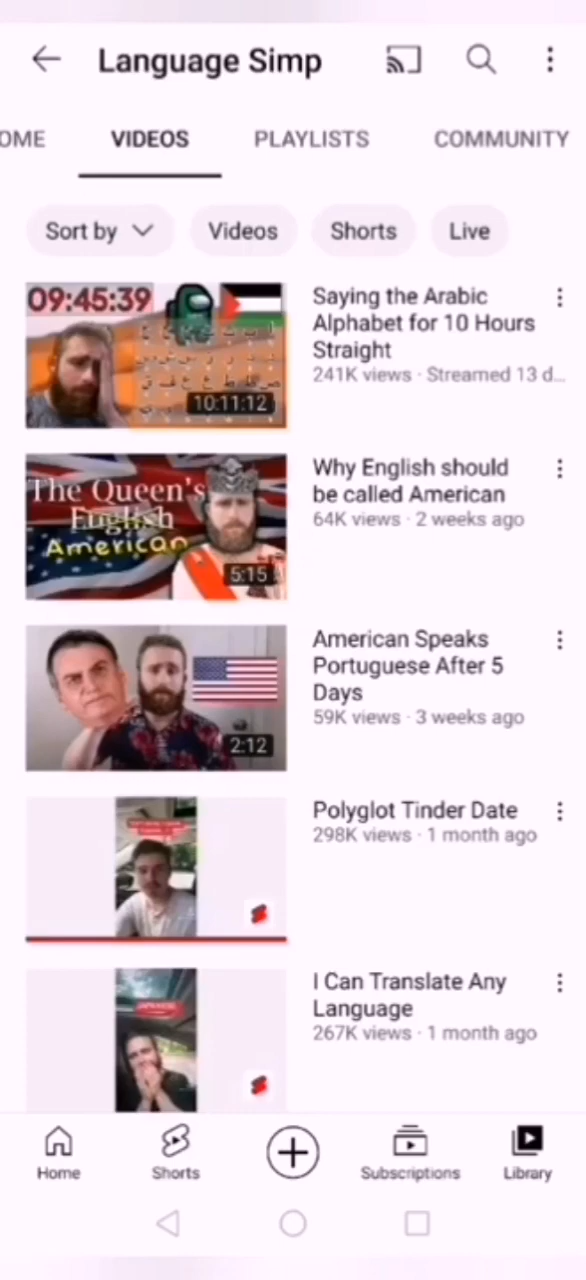 Language Simp
OME VIDEOS PLAYLISTS COMMUNITY
Sort by Videos Shorts Live
09:45:39
10:11:12
Saying the Arabic
Alphabet for 10 Hours
Straight
241K views · Streamed 13 d...
The Queen's
English
American
5:15
Why English should
be called American
64K views · 2 weeks ago
2:12
American Speaks
Portuguese After 5
Days
59K views · 3 weeks ago
Polyglot Tinder Date
298K views · 1 month ago
I Can Translate Any
Language
267K views · 1 month ago
Home Shorts Subscriptions Library